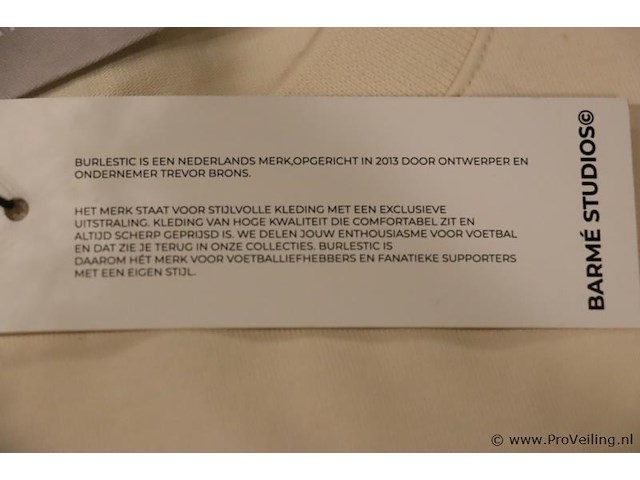 BURLESTIC IS EEN NEDERLANDS MERK,OPGERICHT IN 2013 DOOR ONTWERPER EN
ONDERNEMER TREVOR BRONS.
HET MERK STAAT VOOR STIJLVOLLE KLEDING MET EEN EXCLUSIEVE
UITSTRALING. KLEDING VAN HOGE KWALITEIT DIE COMFORTABEL ZIT EN
ALTIJD SCHERP GEPRIJSD IS. WE DELEN JOUW ENTHOUSIASME VOOR VOETBAL
EN DAT ZIE JE TERUG IN ONZE COLLECTIES. BURLESTIC IS
DAAROM HÉT MERK VOOR VOETBALLIEFHEBBERS EN FANATIEKE SUPPORTERS
MET EEN EIGEN STIJL.
BARMÉ STUDIOS©
© www.ProVeiling.nl